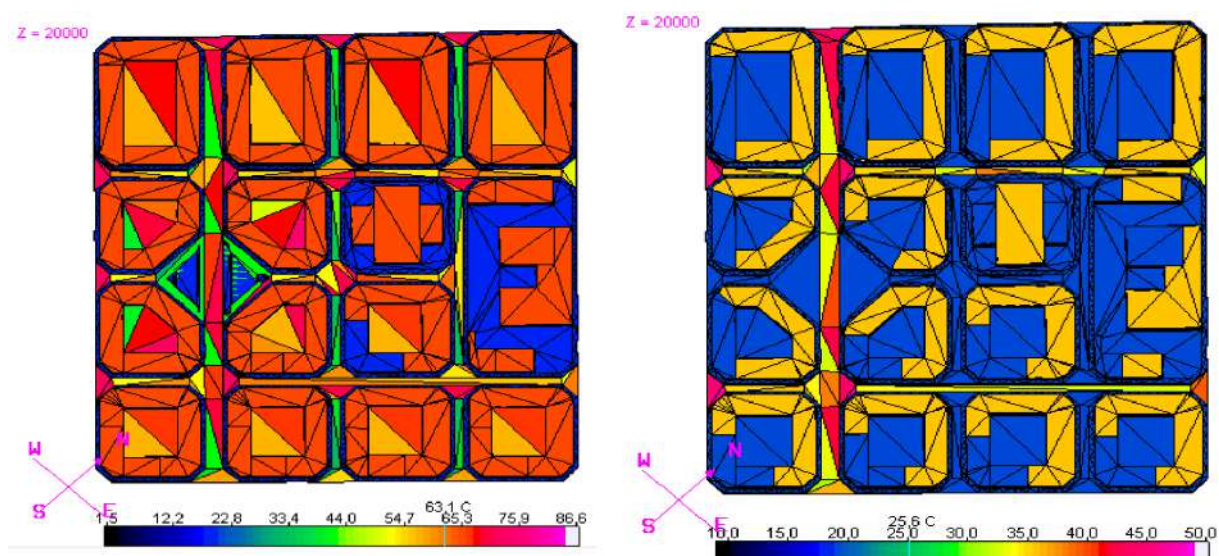 Z = 20000
N
W
S
E
63,1 C
1,5 12,2 22,8 33,4 44,0 54,7 65,3 75,9 86,6
Z = 20000
N
W
S
E
25,6 C
10,0 15,0 20,0 25,0 30,0 35,0 40,0 45,0 50,0